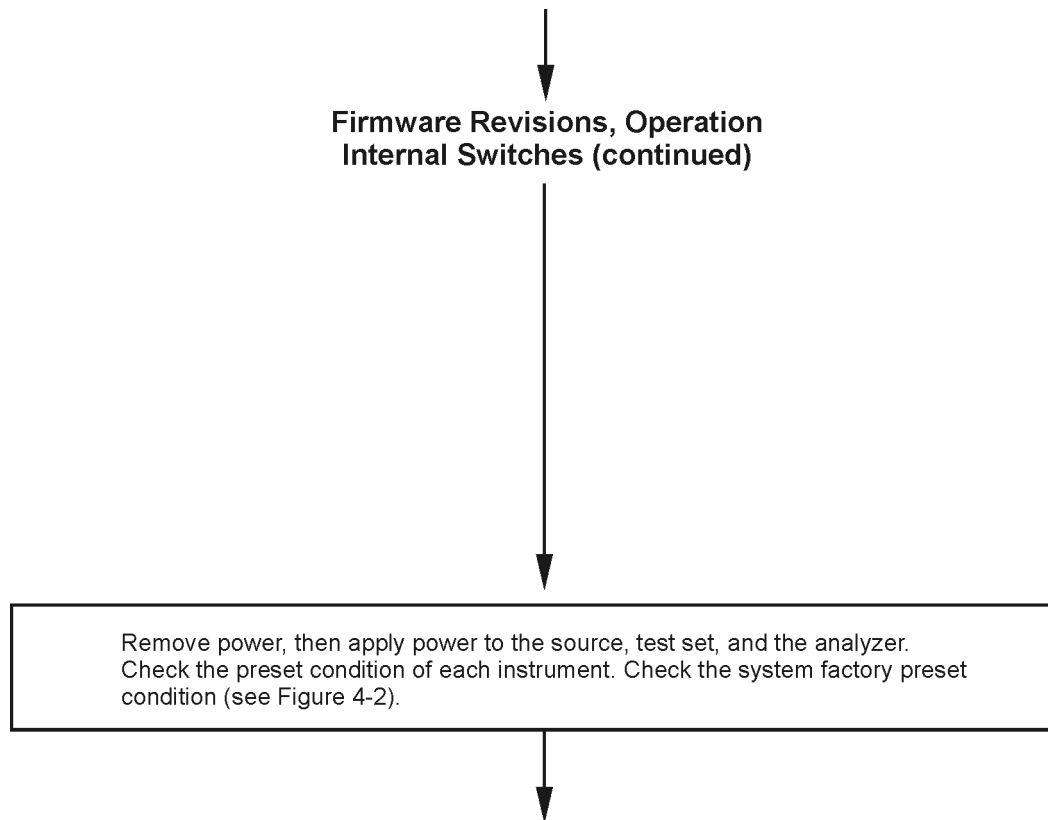 Firmware Revisions, Operation
Internal Switches (continued)
Remove power, then apply power to the source, test set, and the analyzer.
Check the preset condition of each instrument. Check the system factory preset
condition (see Figure 4-2).